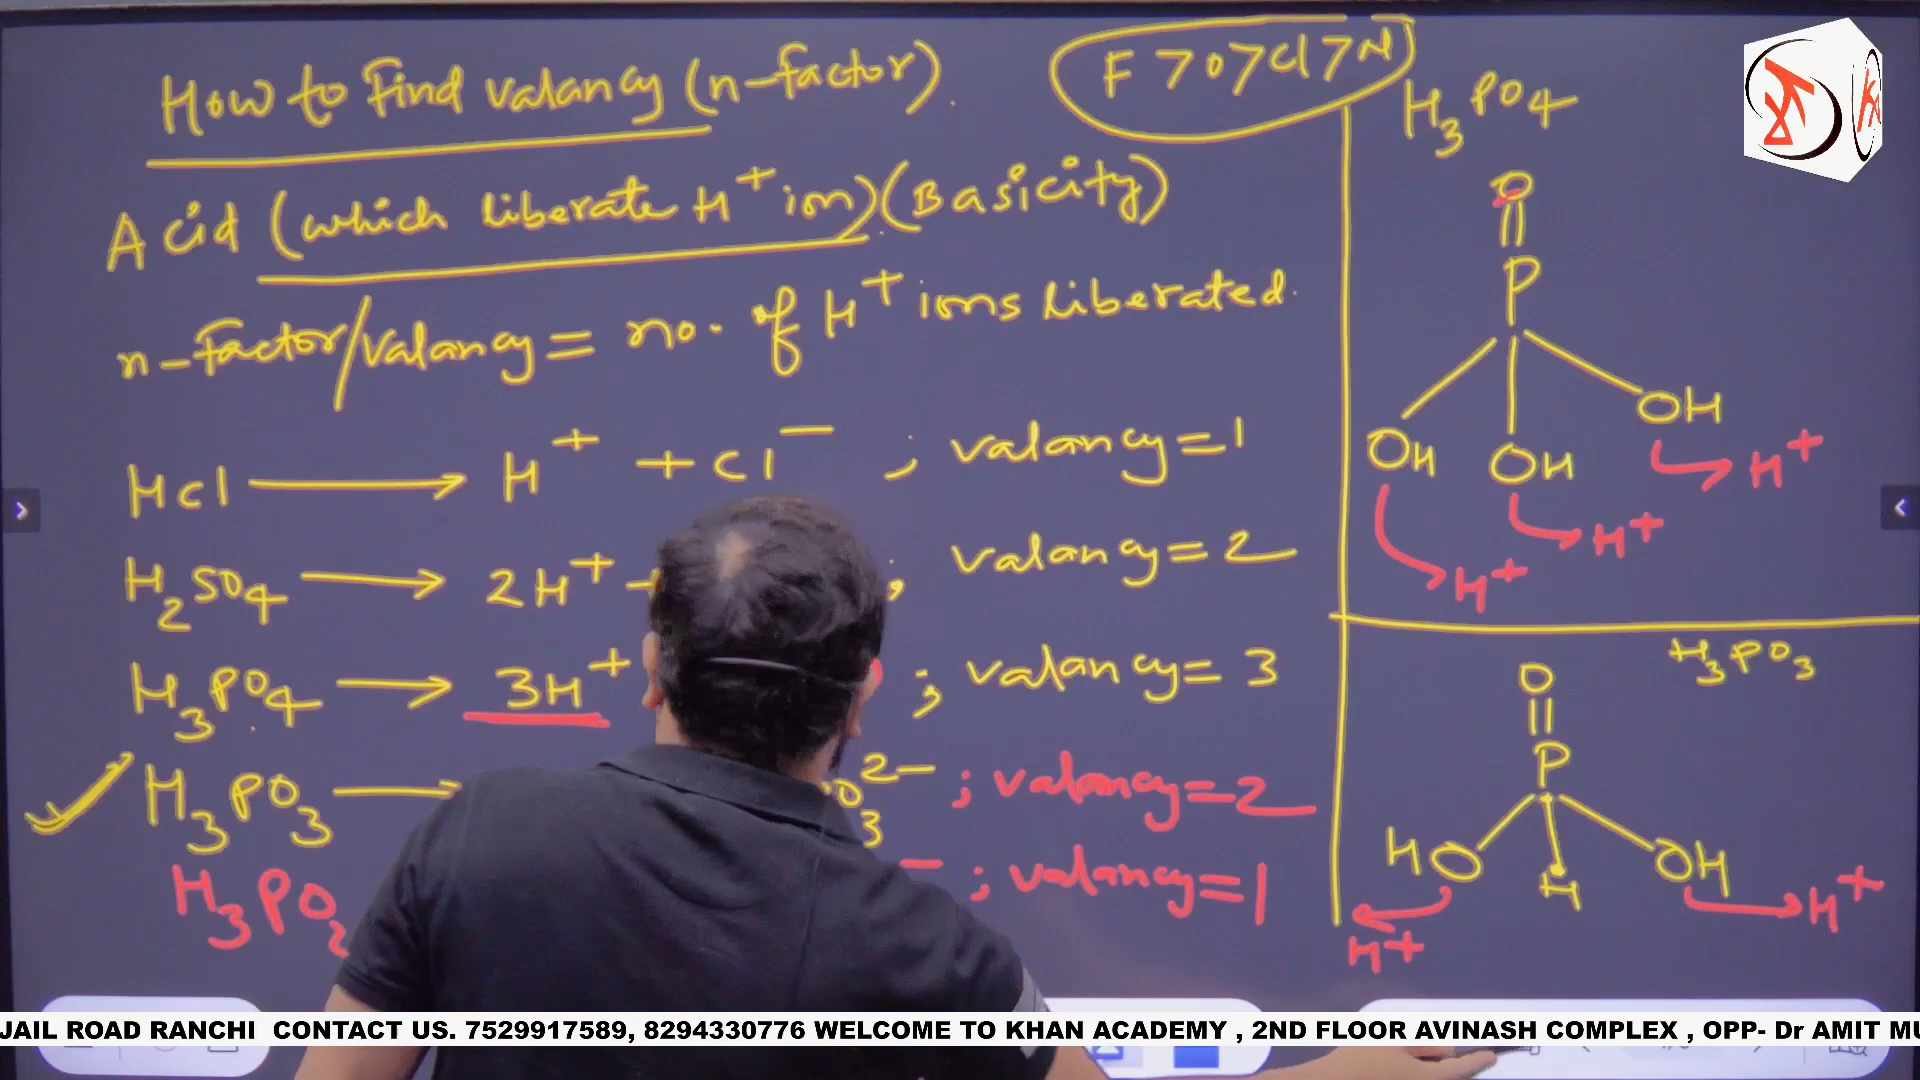 How to Find valancy (n-factor).
F > O > Cl > N
Acid (which liberate H⁺ ion) (Basicity)
n-factor/valancy = no. of H⁺ ions liberated.
HCl → H⁺ + Cl⁻ ; valancy = 1
H₂SO₄ → 2H⁺ ; valancy = 2
H₃PO₄ → 3H⁺ ; valancy = 3
H₃PO₃ → O₃²⁻ ; valancy = 2
H₃PO₂ ⁻ ; valancy = 1
H₃PO₄
O
P
OH OH OH
H⁺ H⁺ H⁺
H₃PO₃
O
P
HO H OH
H⁺ H⁺
JAIL ROAD RANCHI CONTACT US. 7529917589, 8294330776 WELCOME TO KHAN ACADEMY , 2ND FLOOR AVINASH COMPLEX , OPP- Dr AMIT